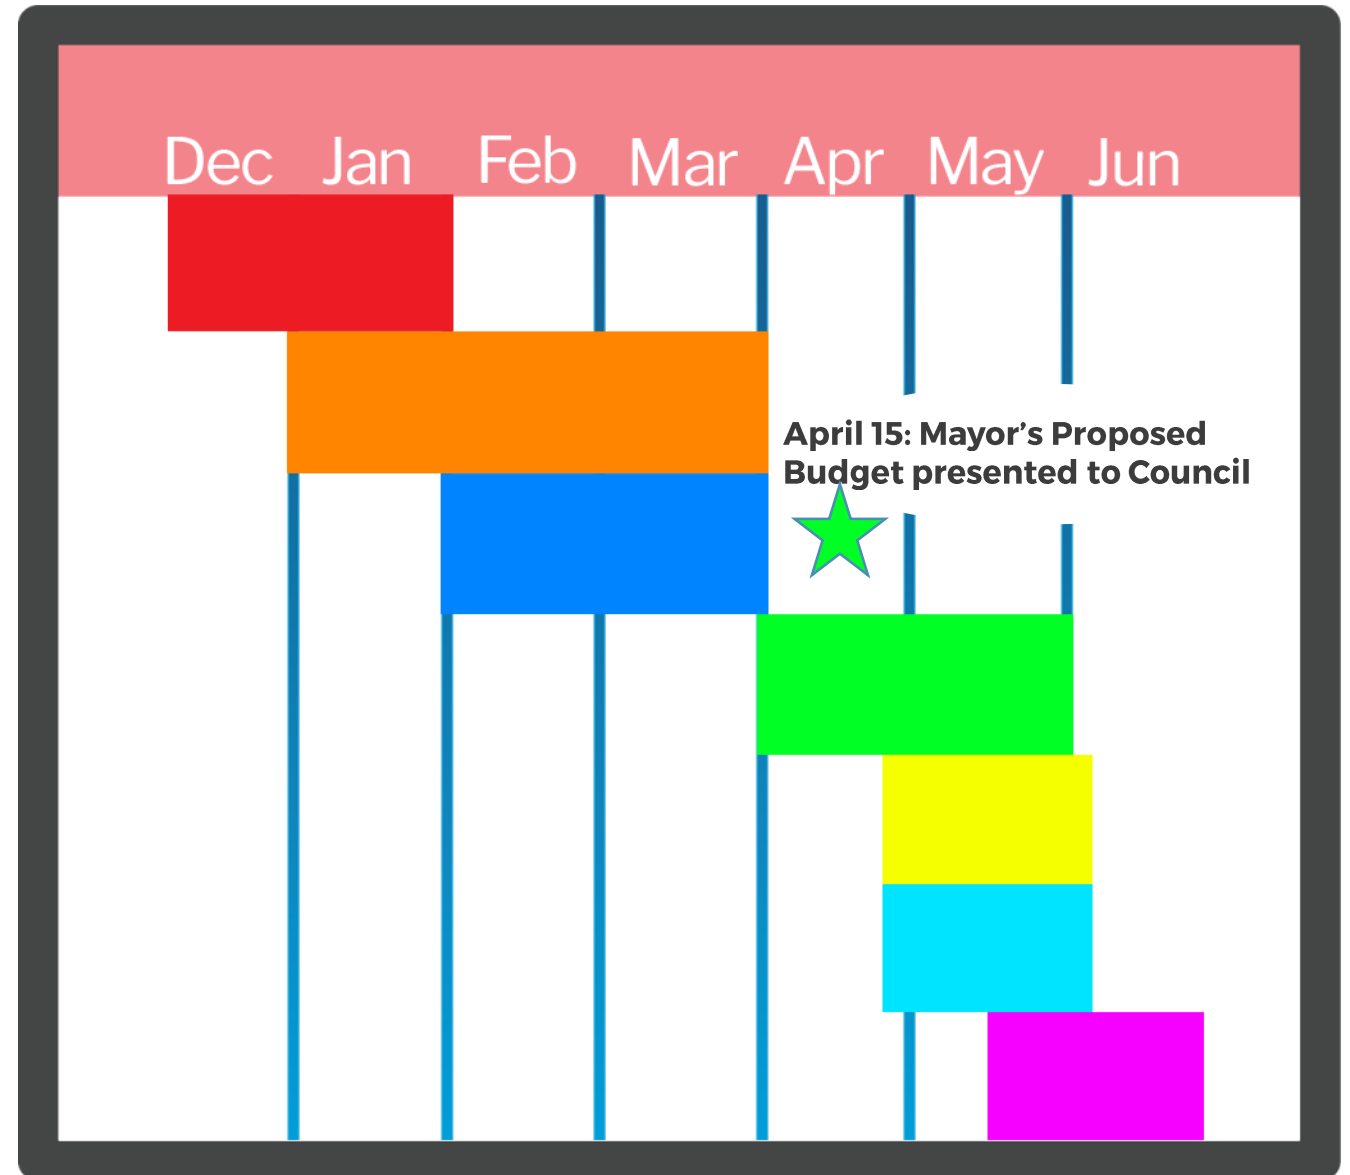 Dec Jan Feb Mar Apr May Jun
April 15: Mayor’s Proposed
Budget presented to Council